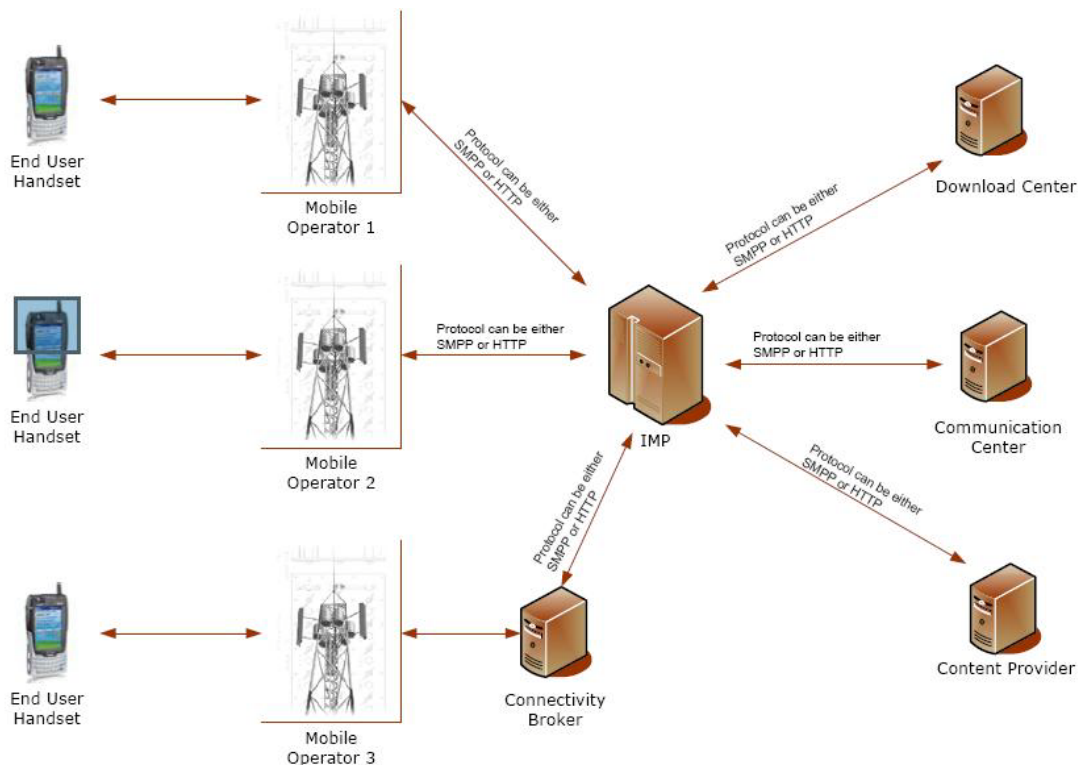 End User
Handset
Mobile
Operator 1
Protocol can be either
SMPP or HTTP
Protocol can be either
SMPP or HTTP
Download Center
End User
Handset
Mobile
Operator 2
Protocol can be either
SMPP or HTTP
IMP
Protocol can be either
SMPP or HTTP
Communication
Center
Protocol can be either
SMPP or HTTP
Protocol can be either
SMPP or HTTP
Content Provider
End User
Handset
Mobile
Operator 3
Connectivity
Broker